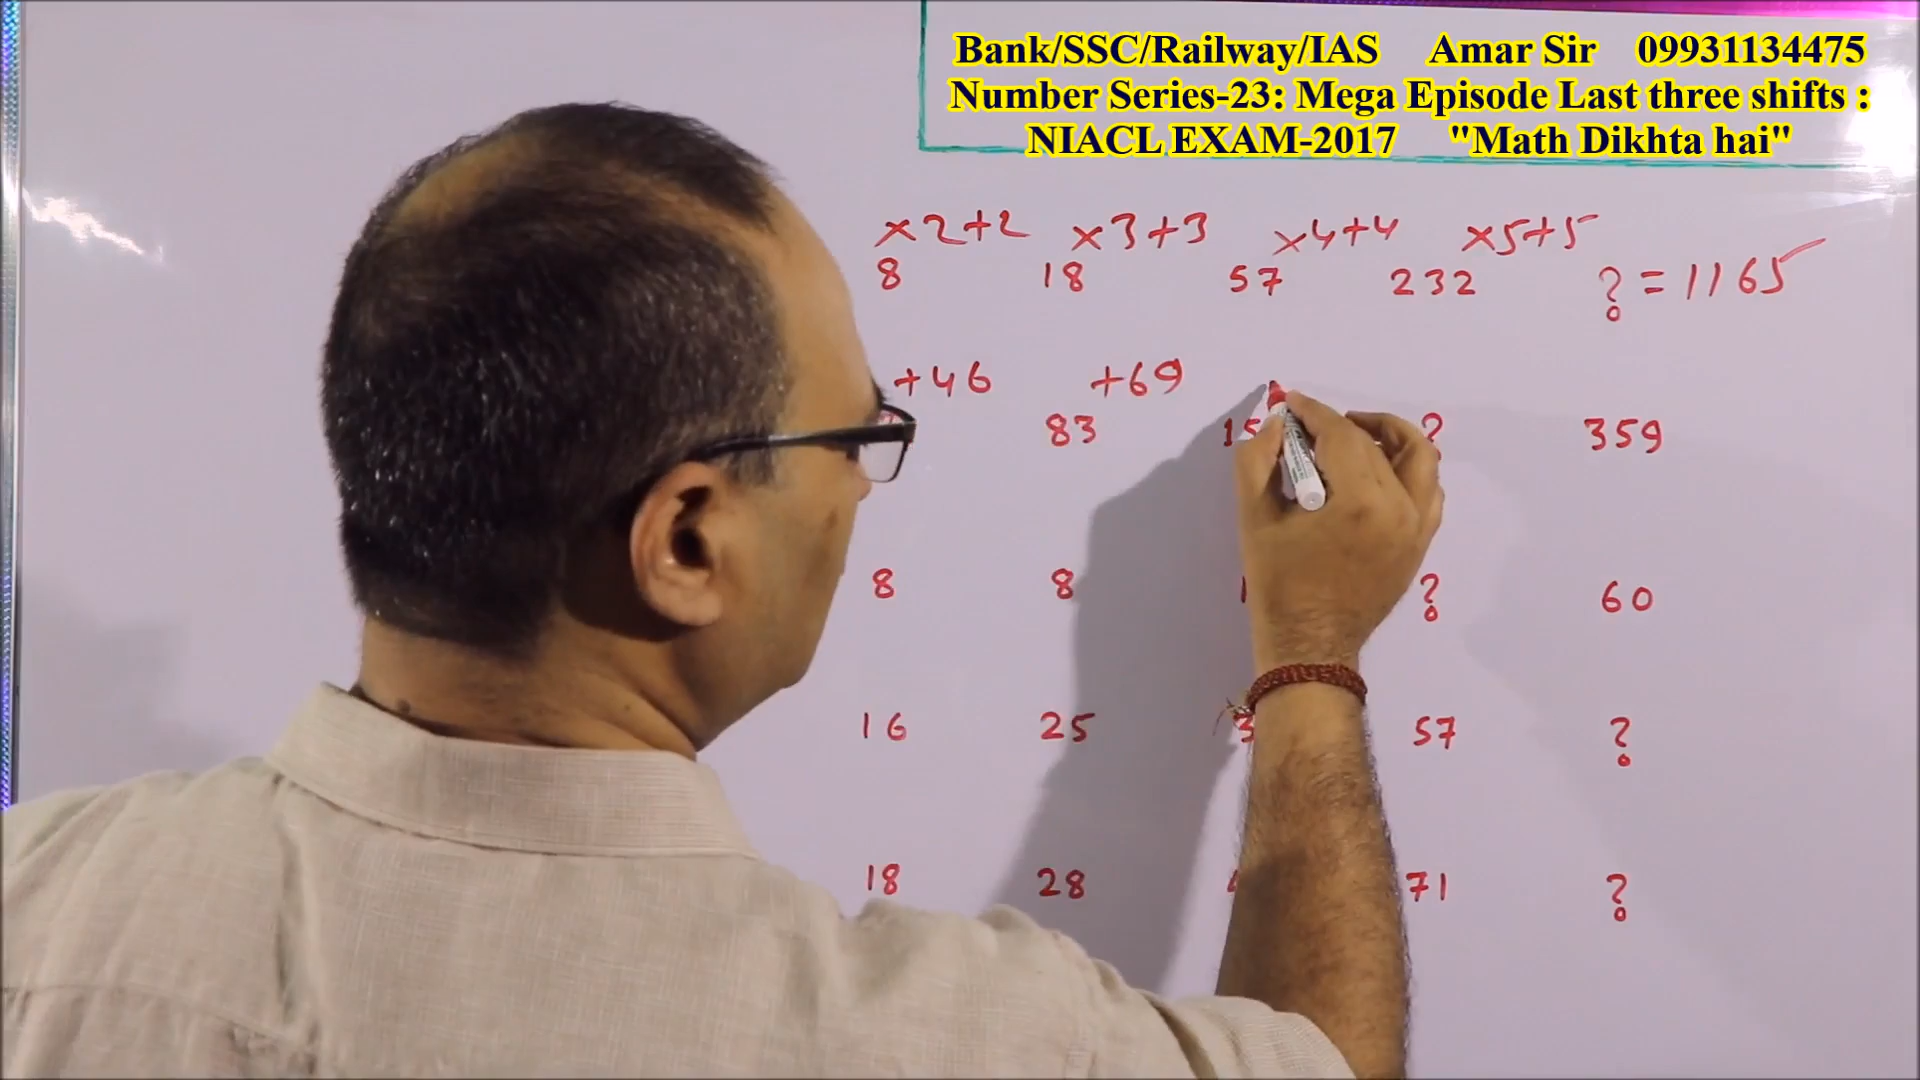 Bank/SSC/Railway/IAS Amar Sir 09931134475
Number Series-23: Mega Episode Last three shifts :
NIACL EXAM-2017 "Math Dikhta hai"
×2+2 ×3+3 ×4+4 ×5+5
8 18 57 232 ? = 1165
+46 +69
83 15 ? 359
8 8 ? 60
16 25 57 ?
18 28 71 ?